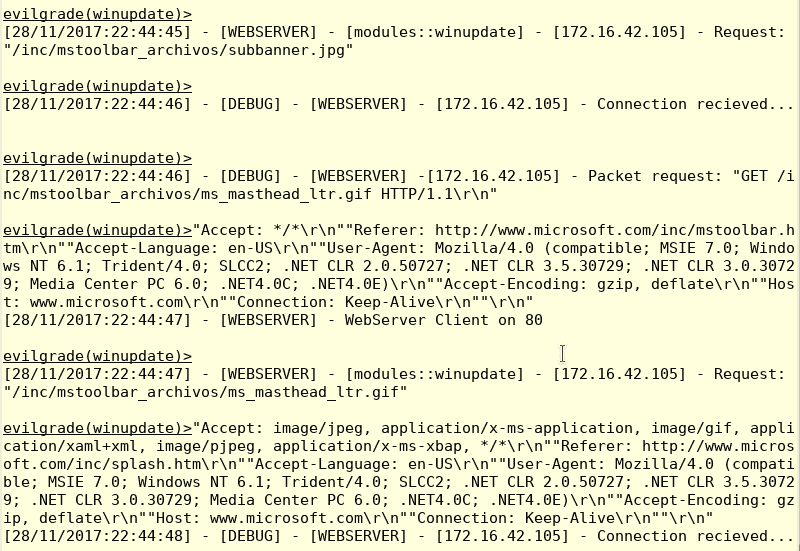 evilgrade(winupdate)>
[28/11/2017:22:44:45] - [WEBSERVER] - [modules::winupdate] - [172.16.42.105] - Request:
"/inc/mstoolbar_archivos/subbanner.jpg"
evilgrade(winupdate)>
[28/11/2017:22:44:46] - [DEBUG] - [WEBSERVER] - [172.16.42.105] - Connection recieved...
evilgrade(winupdate)>
[28/11/2017:22:44:46] - [DEBUG] - [WEBSERVER] -[172.16.42.105] - Packet request: "GET /i
nc/mstoolbar_archivos/ms_masthead_ltr.gif HTTP/1.1\r\n"
evilgrade(winupdate)>"Accept: */*\r\n""Referer: http://www.microsoft.com/inc/mstoolbar.h
tm\r\n""Accept-Language: en-US\r\n""User-Agent: Mozilla/4.0 (compatible; MSIE 7.0; Windo
ws NT 6.1; Trident/4.0; SLCC2; .NET CLR 2.0.50727; .NET CLR 3.5.30729; .NET CLR 3.0.3072
9; Media Center PC 6.0; .NET4.0C; .NET4.0E)\r\n""Accept-Encoding: gzip, deflate\r\n""Hos
t: www.microsoft.com\r\n""Connection: Keep-Alive\r\n""\r\n"
[28/11/2017:22:44:47] - [WEBSERVER] - WebServer Client on 80
evilgrade(winupdate)>
[28/11/2017:22:44:47] - [WEBSERVER] - [modules::winupdate] - [172.16.42.105] - Request:
"/inc/mstoolbar_archivos/ms_masthead_ltr.gif"
evilgrade(winupdate)>"Accept: image/jpeg, application/x-ms-application, image/gif, appli
cation/xaml+xml, image/pjpeg, application/x-ms-xbap, */*\r\n""Referer: http://www.micros
oft.com/inc/splash.htm\r\n""Accept-Language: en-US\r\n""User-Agent: Mozilla/4.0 (compati
ble; MSIE 7.0; Windows NT 6.1; Trident/4.0; SLCC2; .NET CLR 2.0.50727; .NET CLR 3.5.3072
9; .NET CLR 3.0.30729; Media Center PC 6.0; .NET4.0C; .NET4.0E)\r\n""Accept-Encoding: gz
ip, deflate\r\n""Host: www.microsoft.com\r\n""Connection: Keep-Alive\r\n""\r\n"
[28/11/2017:22:44:48] - [DEBUG] - [WEBSERVER] - [172.16.42.105] - Connection recieved...